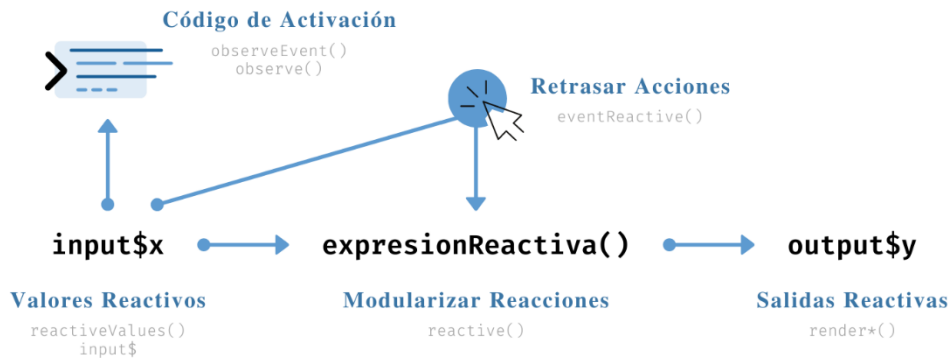 Código de Activación
observeEvent()
observe()
Retrasar Acciones
eventReactive()
input$x
expresionReactiva()
output$y
Valores Reactivos
reactiveValues()
input$
Modularizar Reacciones
reactive()
Salidas Reactivas
render*()